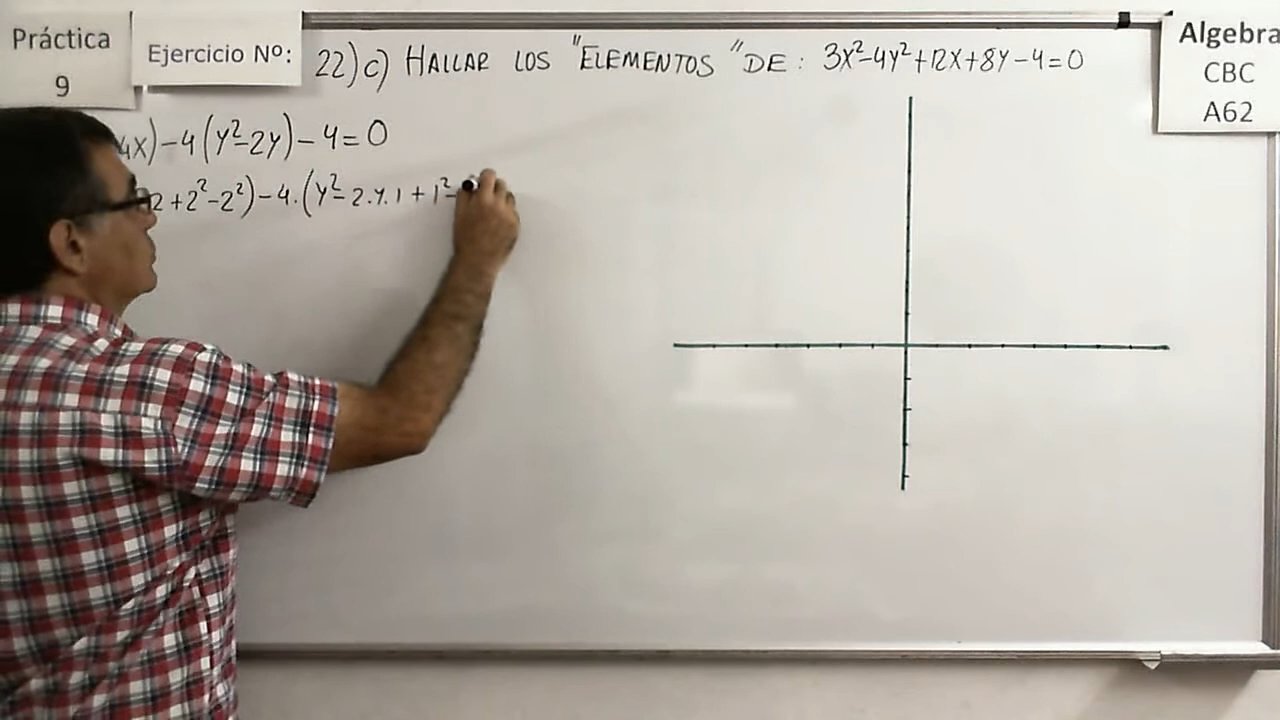 Práctica
9
Ejercicio Nº:
22)c) HALLAR LOS "ELEMENTOS" DE: 3X²-4Y²+12X+8Y-4=0
Algebra
CBC
A62
4X)-4(Y²-2Y)-4=0
2+2²-2²)-4.(Y²-2.Y.1+1²-